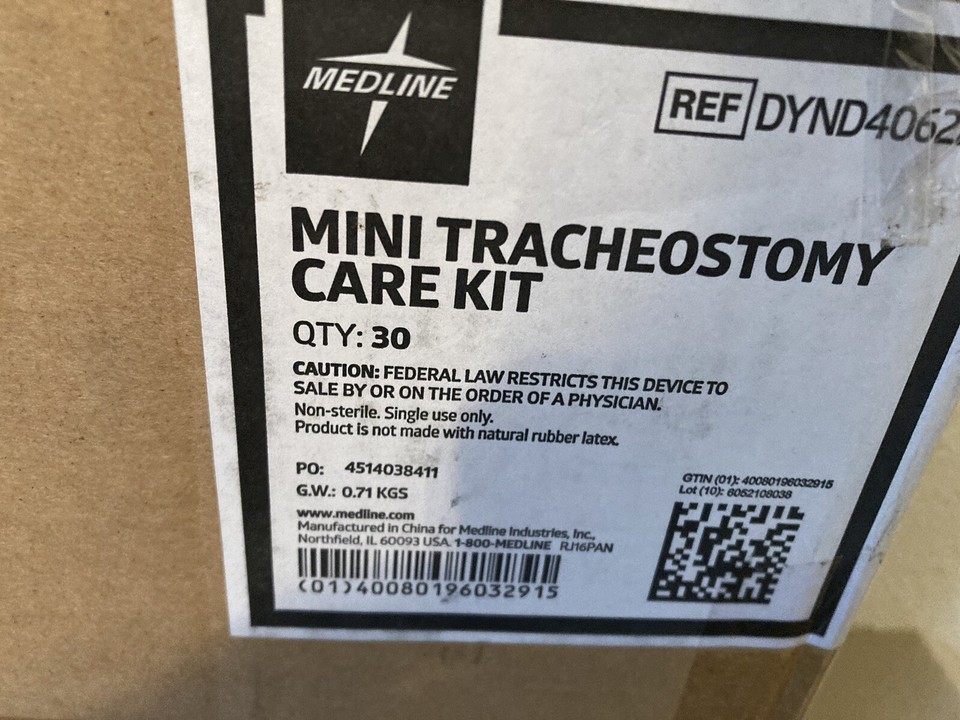 MEDLINE
REF DYND4062
MINI TRACHEOSTOMY
CARE KIT
QTY: 30
CAUTION: FEDERAL LAW RESTRICTS THIS DEVICE TO
SALE BY OR ON THE ORDER OF A PHYSICIAN.
Non-sterile. Single use only.
Product is not made with natural rubber latex.
PO: 4514038411
G.W.: 0.71 KGS
GTIN (01): 40080196032915
Lot (10): 6052108038
www.medline.com
Manufactured in China for Medline Industries, Inc.,
Northfield, IL 60093 USA. 1-800-MEDLINE RJ16PAN
(01)40080196032915